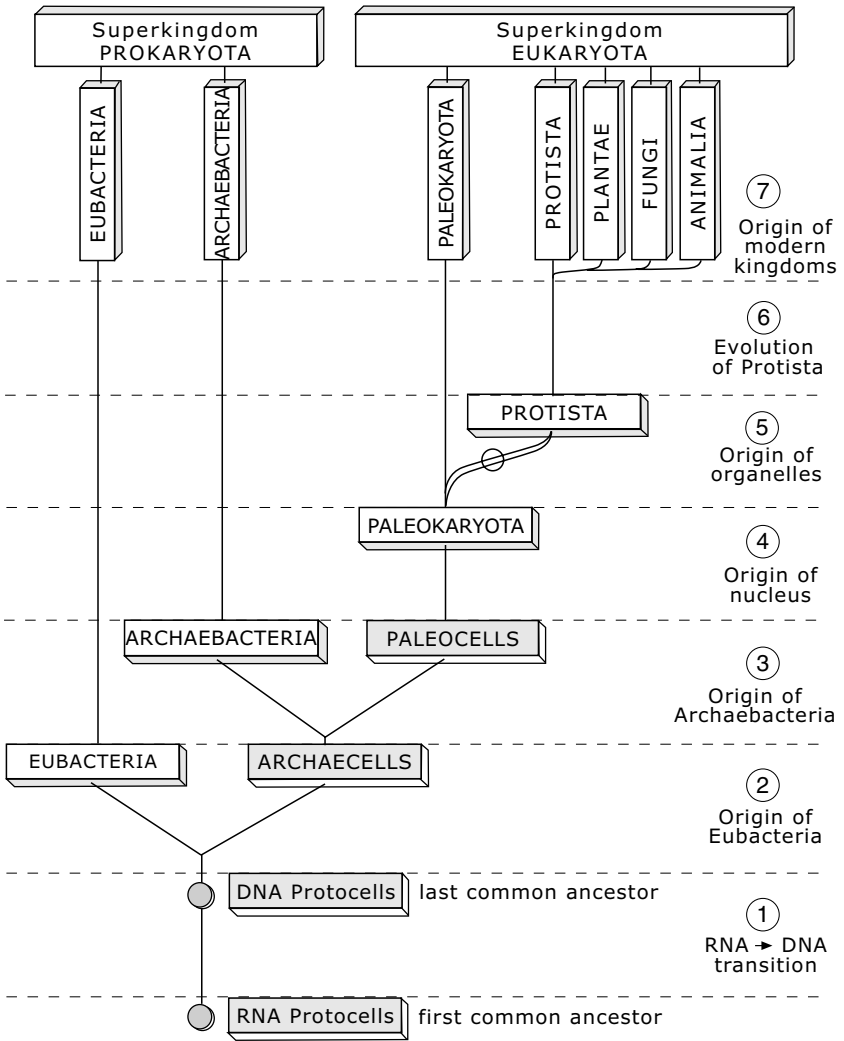 Superkingdom
PROKARYOTA
Superkingdom
EUKARYOTA
EUBACTERIA
ARCHAEBACTERIA
PALEOKARYOTA
PROTISTA
PLANTAE
FUNGI
ANIMALIA
7
Origin of
modern
kingdoms
6
Evolution
of Protista
PROTISTA
5
Origin of
organelles
PALEOKARYOTA
4
Origin of
nucleus
ARCHAEBACTERIA
PALEOCELLS
3
Origin of
Archaebacteria
EUBACTERIA
ARCHAECELLS
2
Origin of
Eubacteria
DNA Protocells last common ancestor
1
RNA → DNA
transition
RNA Protocells first common ancestor